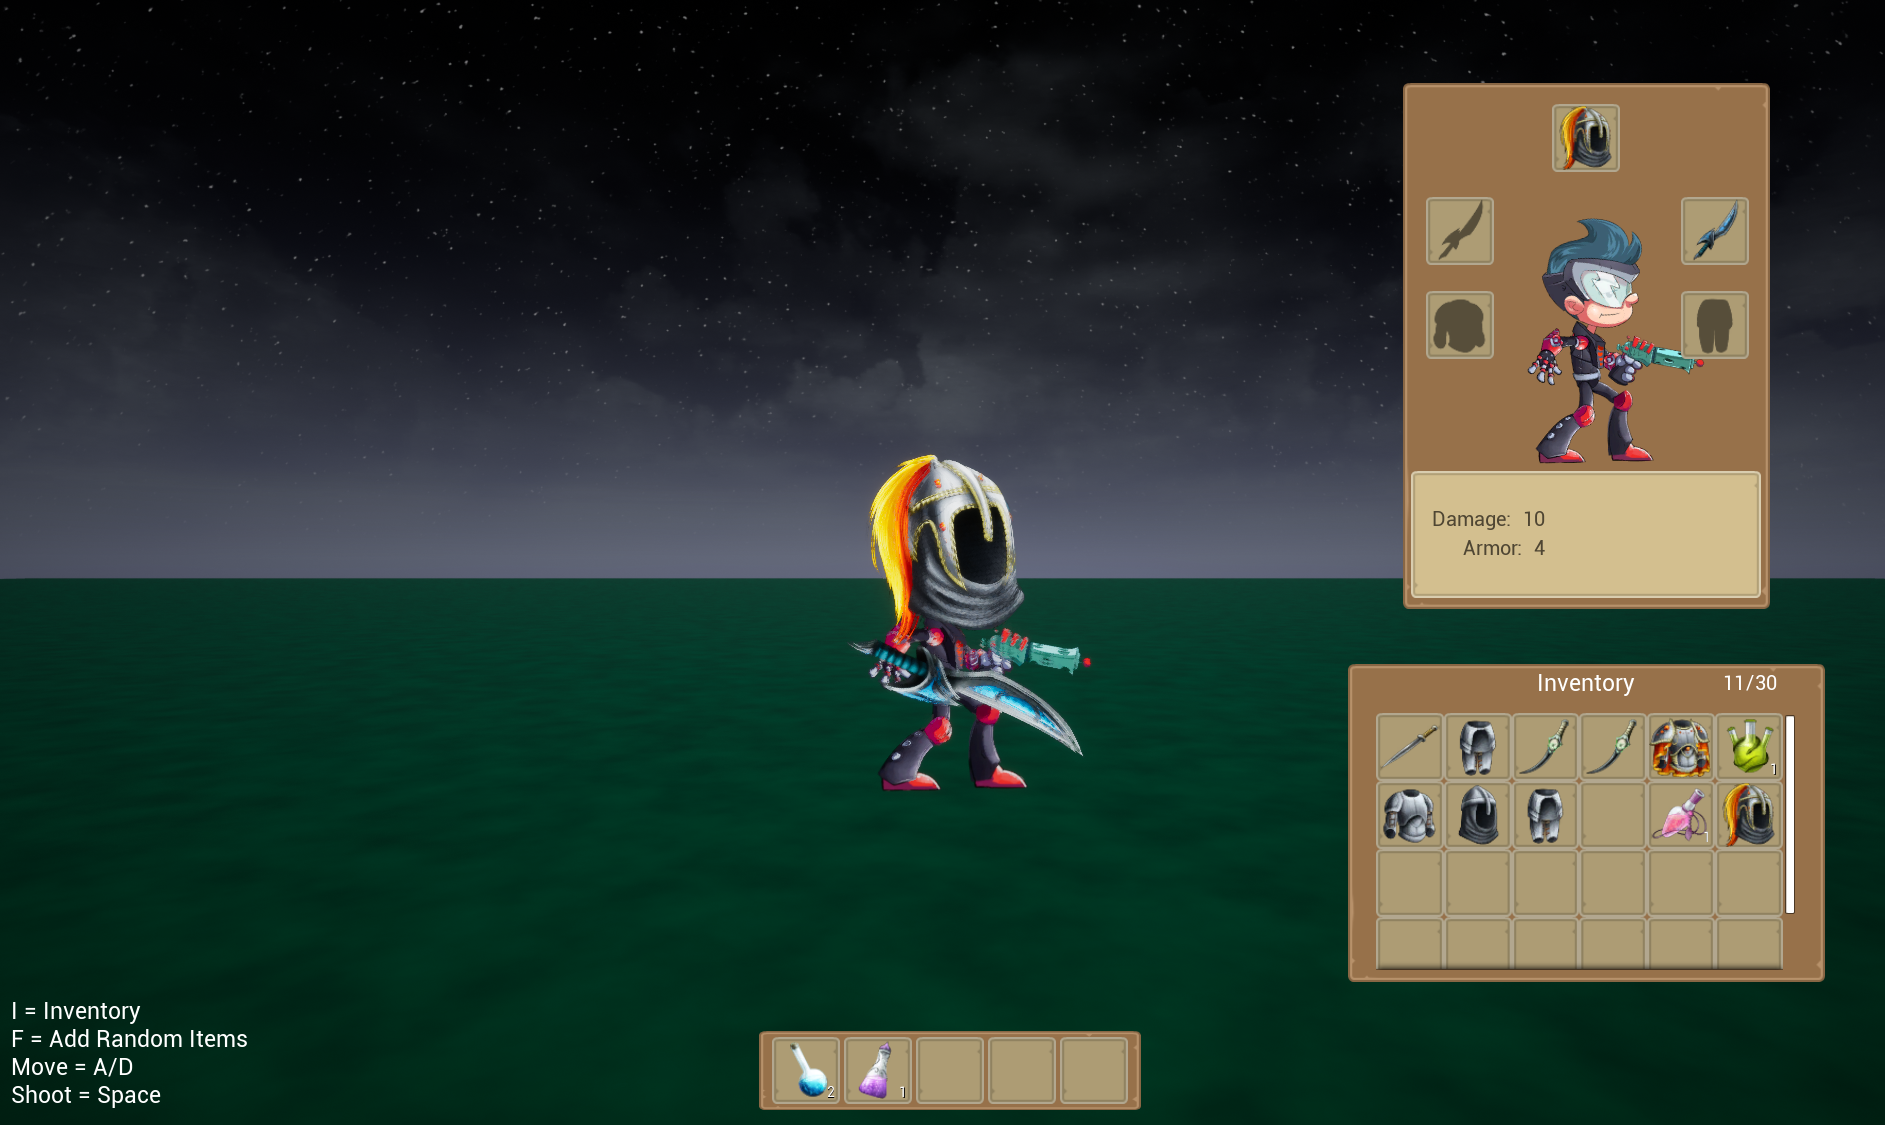 Damage: 10
Armor: 4
Inventory 11/30
1
1
I = Inventory
F = Add Random Items
Move = A/D
Shoot = Space
2
1